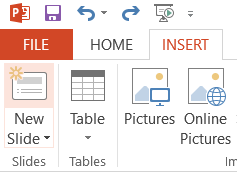 FILE HOME INSERT
New Slide
Table
Pictures
Online Pictures
Slides Tables